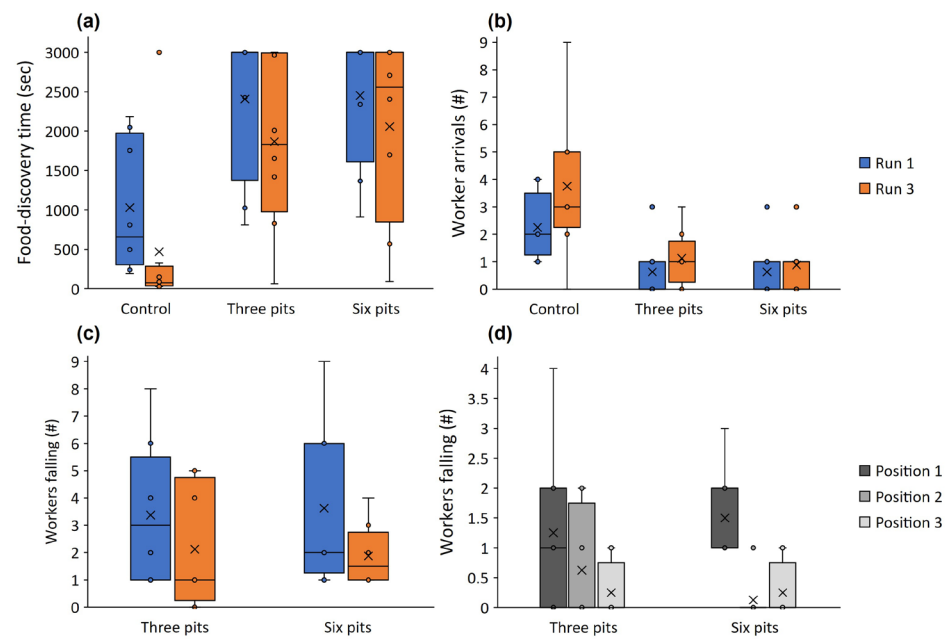 (a)
Food-discovery time (sec)
3000
2500
2000
1500
1000
500
0
Control Three pits Six pits
(b)
Worker arrivals (#)
9
8
7
6
5
4
3
2
1
0
Control Three pits Six pits
Run 1
Run 3
(c)
Workers falling (#)
9
8
7
6
5
4
3
2
1
0
Three pits Six pits
(d)
Workers falling (#)
4
3.5
3
2.5
2
1.5
1
0.5
0
Three pits Six pits
Position 1
Position 2
Position 3